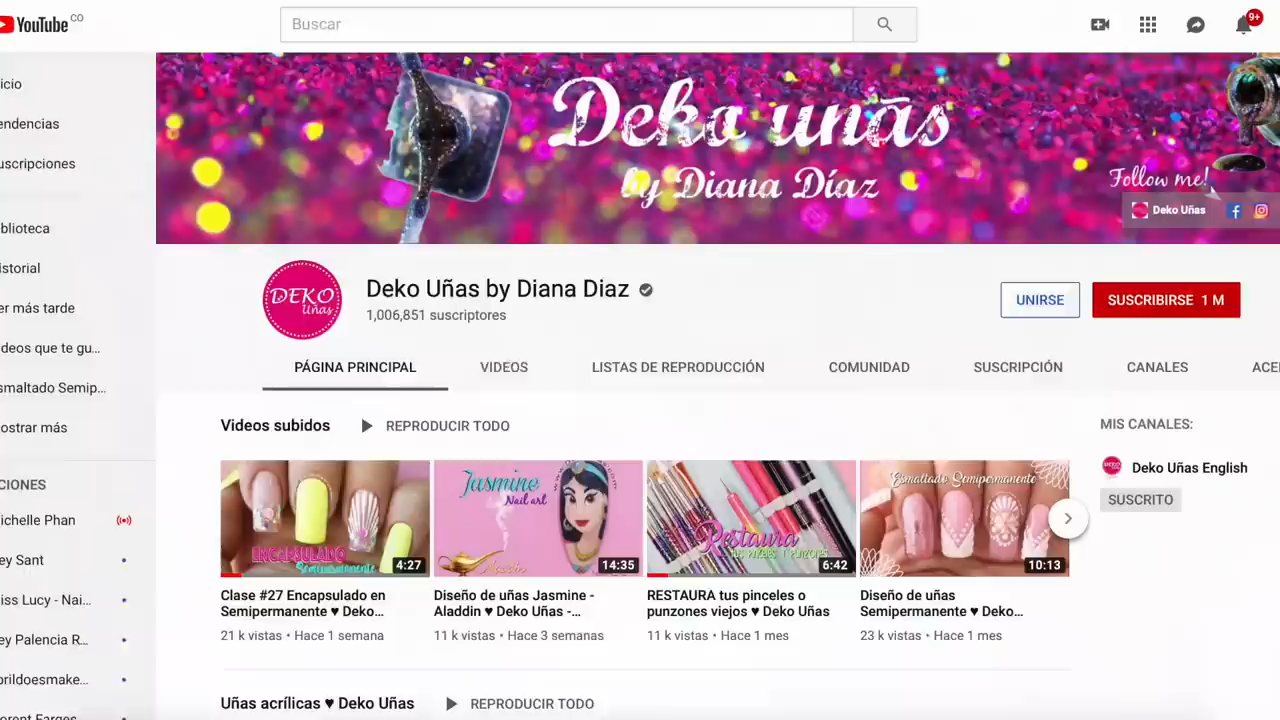 YouTube CO
Buscar
9+
icio
endencias
uscripciones
blioteca
istorial
er más tarde
deos que te gu...
smaltado Semip...
ostrar más
CIONES
ichelle Phan
ey Sant
iss Lucy - Nai...
ey Palencia R...
prildoesmake...
orent Farges
Deko uñas
by Diana Díaz
Follow me!
Deko Uñas
DEKO
Uñas
Deko Uñas by Diana Diaz
1,006,851 suscriptores
UNIRSE
SUSCRIBIRSE 1 M
PÁGINA PRINCIPAL
VIDEOS
LISTAS DE REPRODUCCIÓN
COMUNIDAD
SUSCRIPCIÓN
CANALES
ACE
Videos subidos
REPRODUCIR TODO
ENCAPSULADO
Semipermanente
4:27
Clase #27 Encapsulado en
Semipermanente ♥ Deko...
21 k vistas • Hace 1 semana
Jasmine
Nail art
Aladdin
14:35
Diseño de uñas Jasmine -
Aladdin ♥ Deko Uñas -...
11 k vistas • Hace 3 semanas
Restaura
TUS PINCELES Y PUNZONES
6:42
RESTAURA tus pinceles o
punzones viejos ♥ Deko Uñas
11 k vistas • Hace 1 mes
Esmaltado Semipermanente
10:13
Diseño de uñas
Semipermanente ♥ Deko...
23 k vistas • Hace 1 mes
MIS CANALES:
Deko Uñas English
SUSCRITO
Uñas acrílicas ♥ Deko Uñas
REPRODUCIR TODO